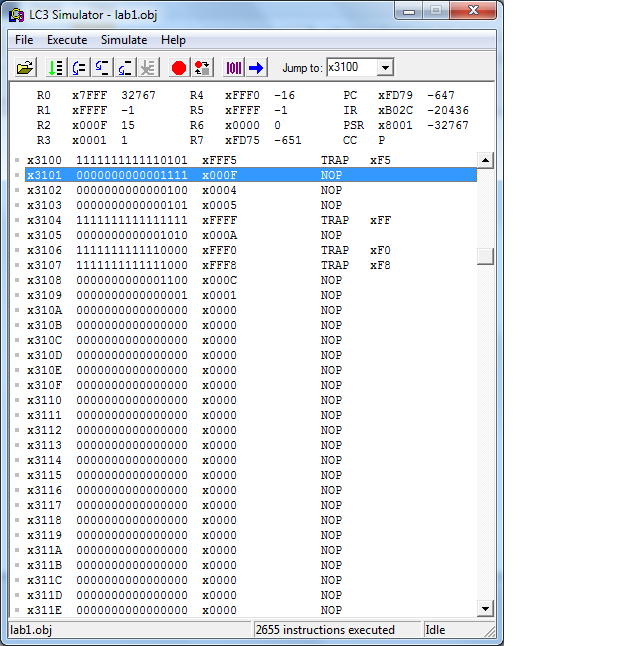 LC3 Simulator - lab1.obj
File Execute Simulate Help
Jump to: x3100
R0 x7FFF 32767 R4 xFFF0 -16 PC xFD79 -647
R1 xFFFF -1 R5 xFFFF -1 IR xB02C -20436
R2 x000F 15 R6 x0000 0 PSR x8001 -32767
R3 x0001 1 R7 xFD75 -651 CC P
x3100 1111111111110101 xFFF5 TRAP xF5
x3101 0000000000001111 x000F NOP
x3102 0000000000000100 x0004 NOP
x3103 0000000000000101 x0005 NOP
x3104 1111111111111111 xFFFF TRAP xFF
x3105 0000000000001010 x000A NOP
x3106 1111111111110000 xFFF0 TRAP xF0
x3107 1111111111111000 xFFF8 TRAP xF8
x3108 0000000000001100 x000C NOP
x3109 0000000000000001 x0001 NOP
x310A 0000000000000000 x0000 NOP
x310B 0000000000000000 x0000 NOP
x310C 0000000000000000 x0000 NOP
x310D 0000000000000000 x0000 NOP
x310E 0000000000000000 x0000 NOP
x310F 0000000000000000 x0000 NOP
x3110 0000000000000000 x0000 NOP
x3111 0000000000000000 x0000 NOP
x3112 0000000000000000 x0000 NOP
x3113 0000000000000000 x0000 NOP
x3114 0000000000000000 x0000 NOP
x3115 0000000000000000 x0000 NOP
x3116 0000000000000000 x0000 NOP
x3117 0000000000000000 x0000 NOP
x3118 0000000000000000 x0000 NOP
x3119 0000000000000000 x0000 NOP
x311A 0000000000000000 x0000 NOP
x311B 0000000000000000 x0000 NOP
x311C 0000000000000000 x0000 NOP
x311D 0000000000000000 x0000 NOP
x311E 0000000000000000 x0000 NOP
lab1.obj 2655 instructions executed Idle